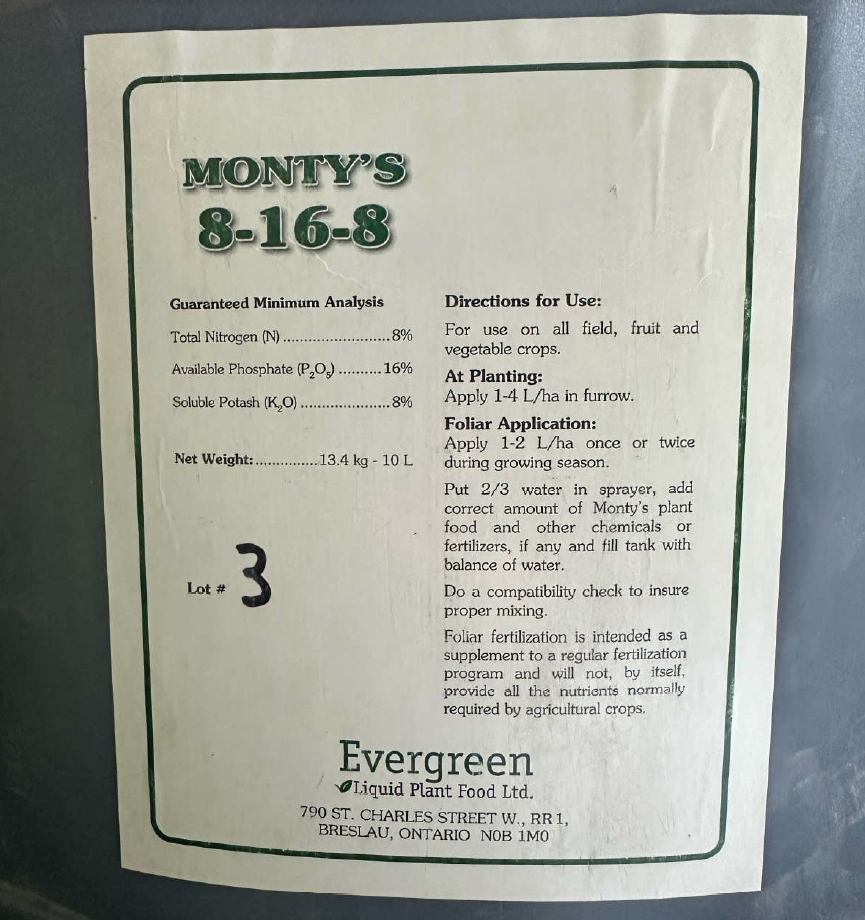 MONTY'S
8-16-8
Guaranteed Minimum Analysis
Total Nitrogen (N) ..........................8%
Available Phosphate (P₂O₅) ..........16%
Soluble Potash (K₂O) .....................8%
Net Weight:...............13.4 kg - 10 L
Lot # 3
Directions for Use:
For use on all field, fruit and
vegetable crops.
At Planting:
Apply 1-4 L/ha in furrow.
Foliar Application:
Apply 1-2 L/ha once or twice
during growing season.
Put 2/3 water in sprayer, add
correct amount of Monty's plant
food and other chemicals or
fertilizers, if any and fill tank with
balance of water.
Do a compatibility check to insure
proper mixing.
Foliar fertilization is intended as a
supplement to a regular fertilization
program and will not, by itself,
provide all the nutrients normally
required by agricultural crops.
Evergreen
Liquid Plant Food Ltd.
790 ST. CHARLES STREET W., RR 1,
BRESLAU, ONTARIO N0B 1M0